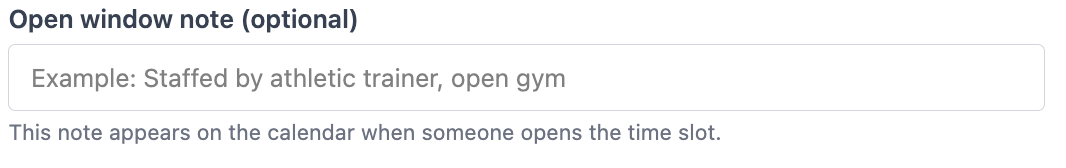 Open window note (optional)
Example: Staffed by athletic trainer, open gym
This note appears on the calendar when someone opens the time slot.